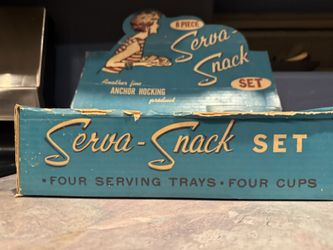 8 PIECE
Serva-
Snack
SET
Another fine
ANCHOR HOCKING
product
Serva-Snack SET
• FOUR SERVING TRAYS • FOUR CUPS